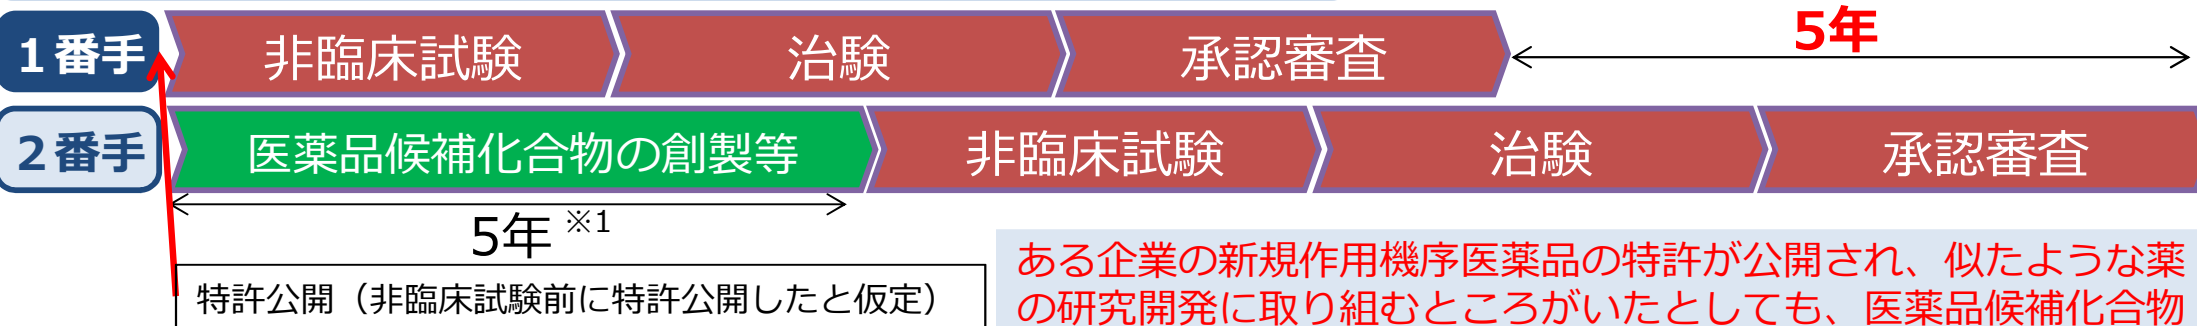 1番手
非臨床試験
治験
承認審査
5年
2番手
医薬品候補化合物の創製等
非臨床試験
治験
承認審査
5年 ※1
特許公開（非臨床試験前に特許公開したと仮定）
ある企業の新規作用機序医薬品の特許が公開され、似たような薬
の研究開発に取り組むところがいたとしても、医薬品候補化合物